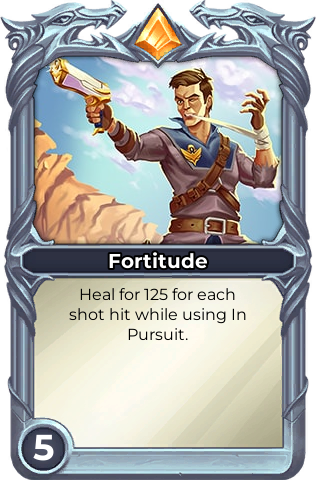 Fortitude
Heal for 125 for each
shot hit while using In
Pursuit.
5